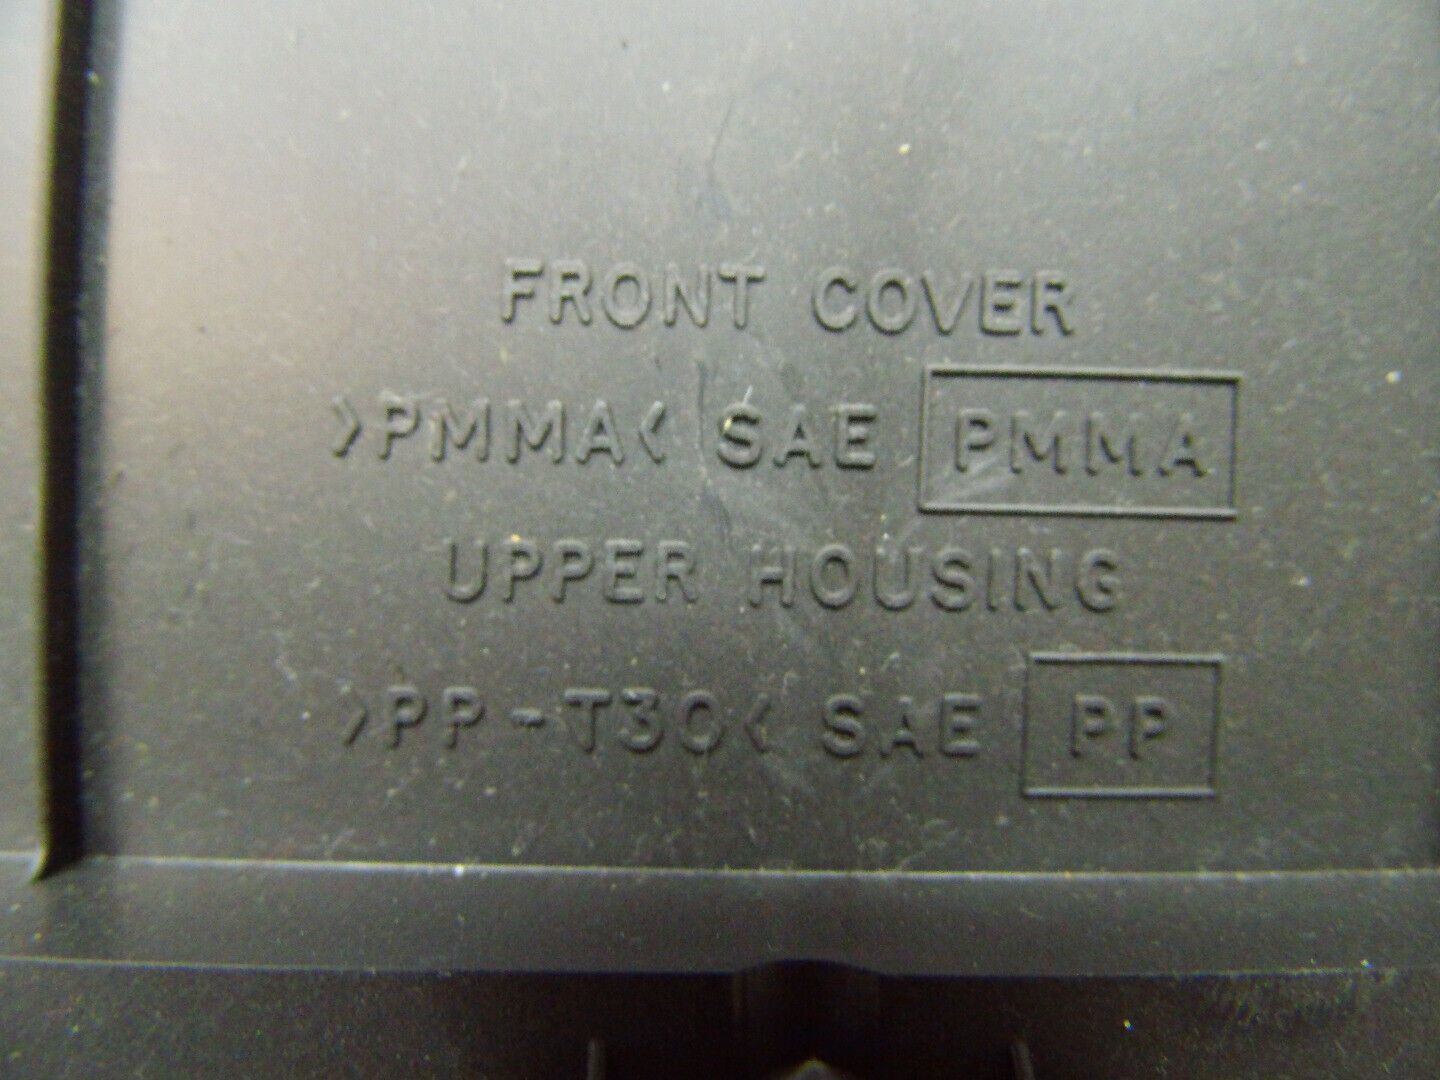 FRONT COVER
>PMMA< SAE PMMA
UPPER HOUSING
>PP-T30< SAE PP